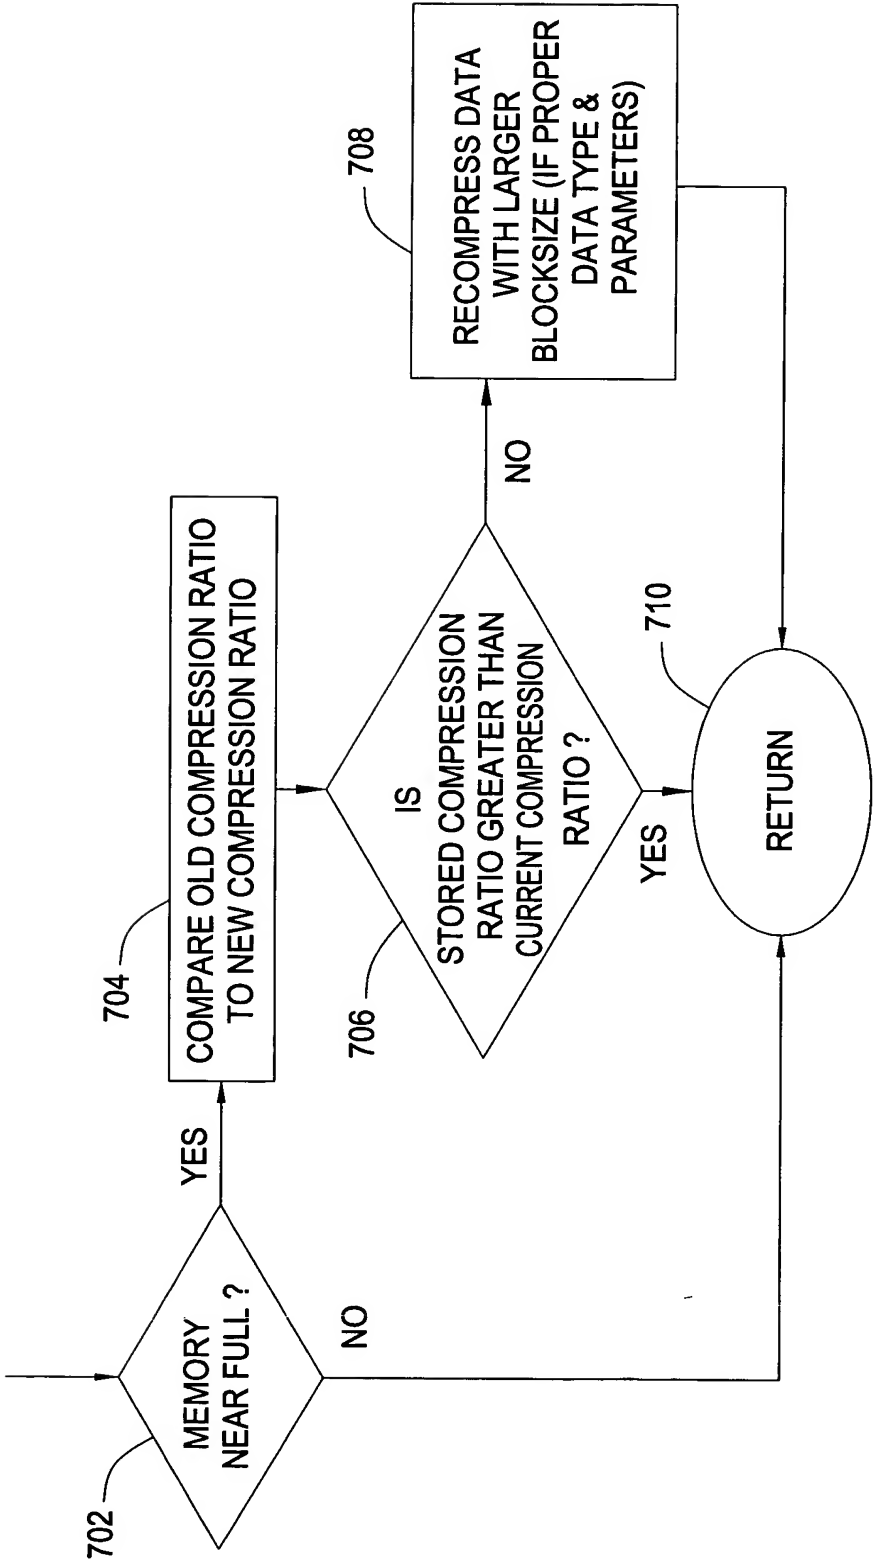 702
MEMORY
NEAR FULL ?
YES
NO
704
COMPARE OLD COMPRESSION RATIO
TO NEW COMPRESSION RATIO
706
IS
STORED COMPRESSION
RATIO GREATER THAN
CURRENT COMPRESSION
RATIO ?
YES
NO
708
RECOMPRESS DATA
WITH LARGER
BLOCKSIZE (IF PROPER
DATA TYPE &
PARAMETERS)
710
RETURN